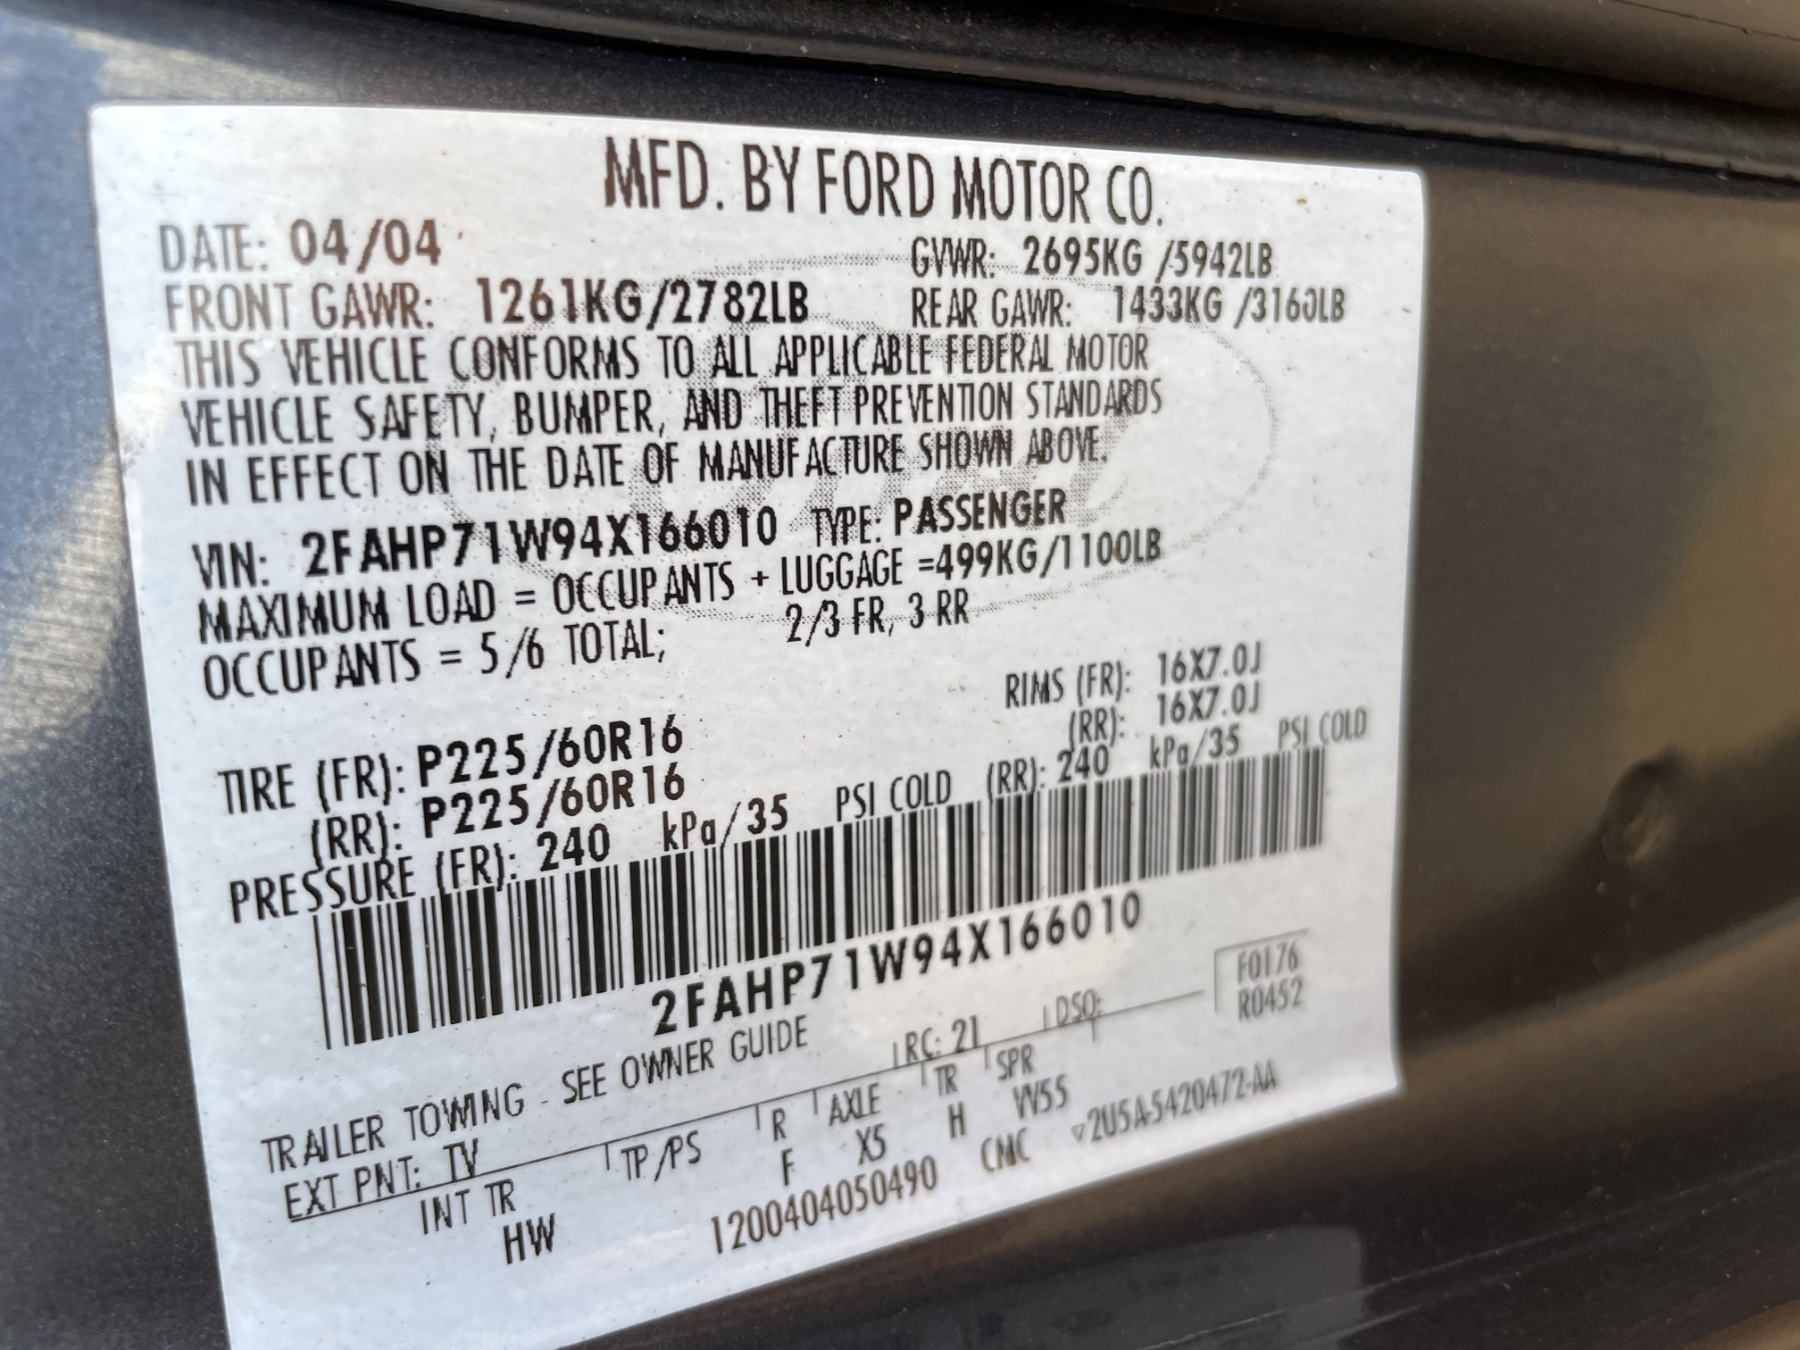 MFD. BY FORD MOTOR CO.
DATE: 04/04 GVWR: 2695KG /5942LB
FRONT GAWR: 1261KG/2782LB REAR GAWR: 1433KG /3160LB
THIS VEHICLE CONFORMS TO ALL APPLICABLE FEDERAL MOTOR
VEHICLE SAFETY, BUMPER, AND THEFT PREVENTION STANDARDS
IN EFFECT ON THE DATE OF MANUFACTURE SHOWN ABOVE.
VIN: 2FAHP71W94X166010 TYPE: PASSENGER
MAXIMUM LOAD = OCCUPANTS + LUGGAGE =499KG/1100LB
OCCUPANTS = 5/6 TOTAL; 2/3 FR, 3 RR
TIRE (FR): P225/60R16 RIMS (FR): 16X7.0J
(RR): P225/60R16 (RR): 16X7.0J
PRESSURE (FR): 240 kPa/35 PSI COLD (RR): 240 kPa/35 PSI COLD
2FAHP71W94X166010
TRAILER TOWING - SEE OWNER GUIDE
F0176
R0452
EXT PNT: TV RC: 21 DSO:
INT TR TP/PS R AXLE TR SPR
HW F X5 H VV55
1200404050490 CMC ▿2U5A-5420472-AA